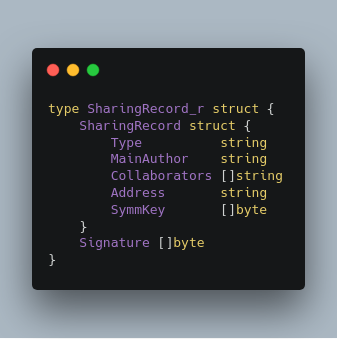 type SharingRecord_r struct {
    SharingRecord struct {
        Type          string
        MainAuthor    string
        Collaborators []string
        Address       string
        SymmKey       []byte
    }
    Signature []byte
}